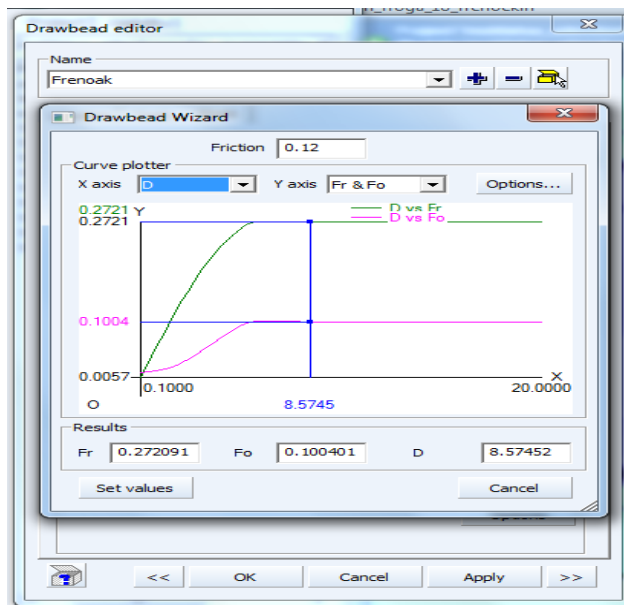 Drawbead editor
Name
Frenoak
Drawbead Wizard
Friction 0.12
Curve plotter
X axis D Y axis Fr & Fo Options...
0.2721 Y D vs Fr
0.2721 D vs Fo
0.1004
0.0057 X
0.1000 20.0000
O 8.5745
Results
Fr 0.272091 Fo 0.100401 D 8.57452
Set values Cancel
<< OK Cancel Apply >>